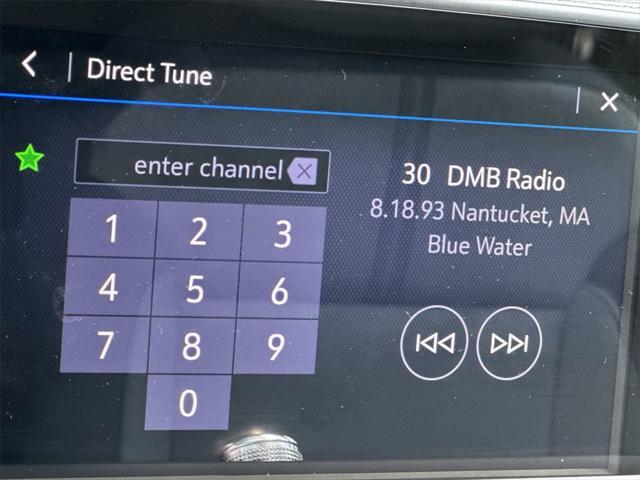 Direct Tune
enter channel
1 2 3
4 5 6
7 8 9
0
30 DMB Radio
8.18.93 Nantucket, MA
Blue Water